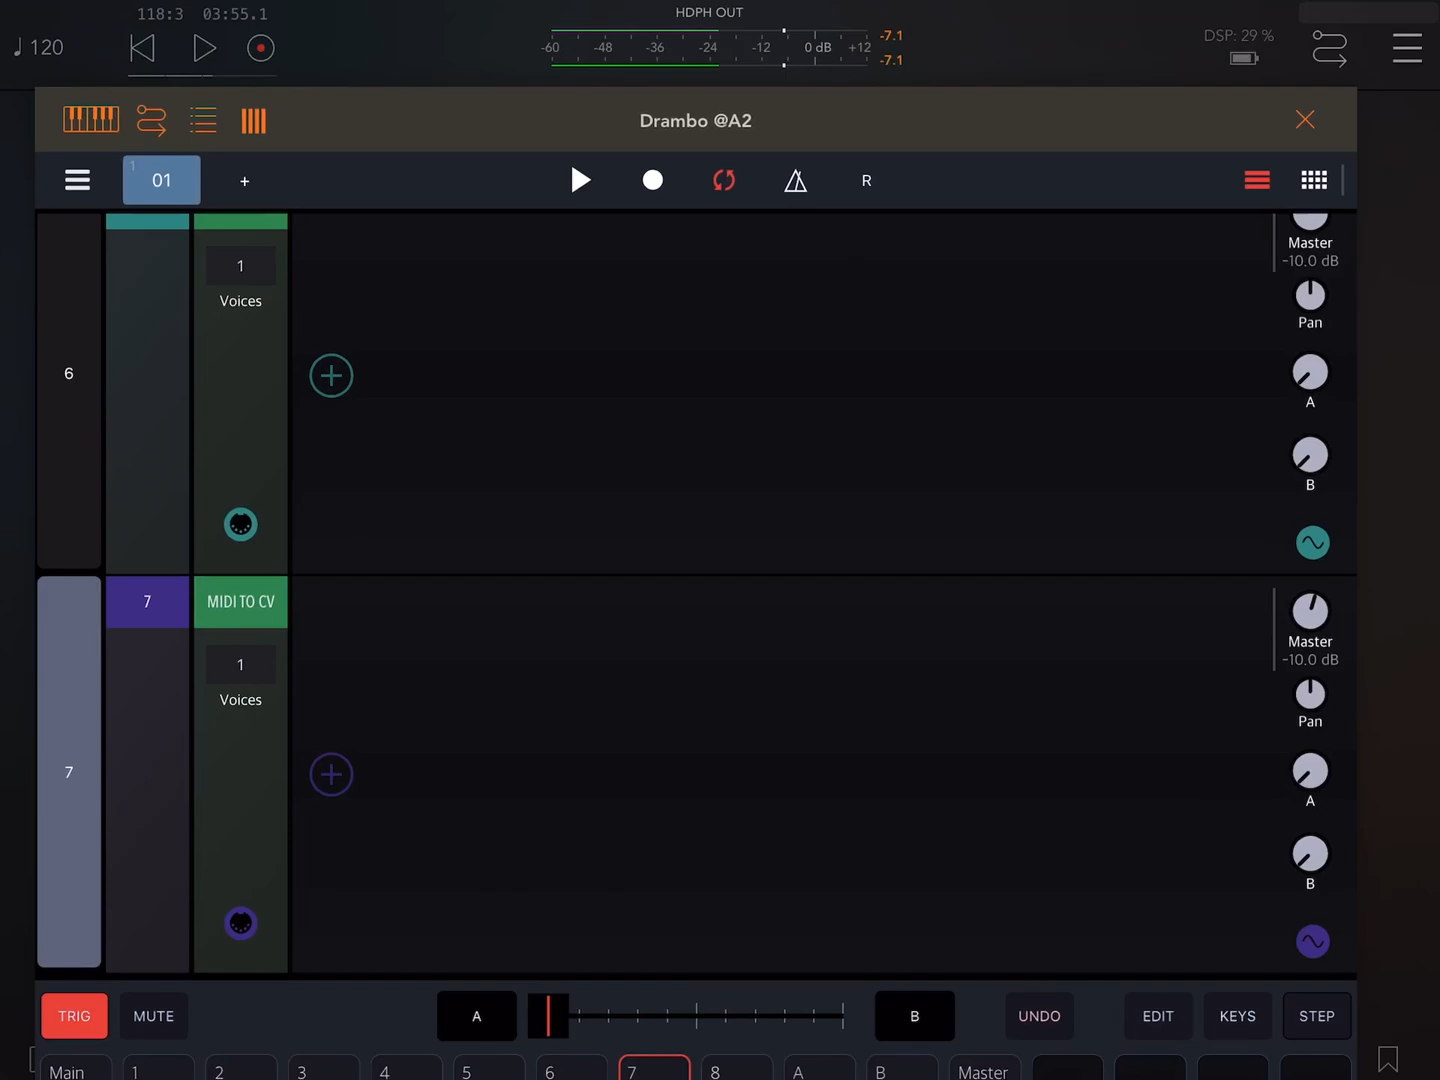 118:3 03:55.1 HDPH OUT
♩ 120
-60 -48 -36 -24 -12 0 dB +12
-7.1
-7.1
DSP: 29 %
Drambo @A2
1
01
+
R
6
1
Voices
Master
-10.0 dB
Pan
A
B
7
7
MIDI TO CV
1
Voices
Master
-10.0 dB
Pan
A
B
TRIG MUTE A B UNDO EDIT KEYS STEP
Main 1 2 3 4 5 6 7 8 A B Master